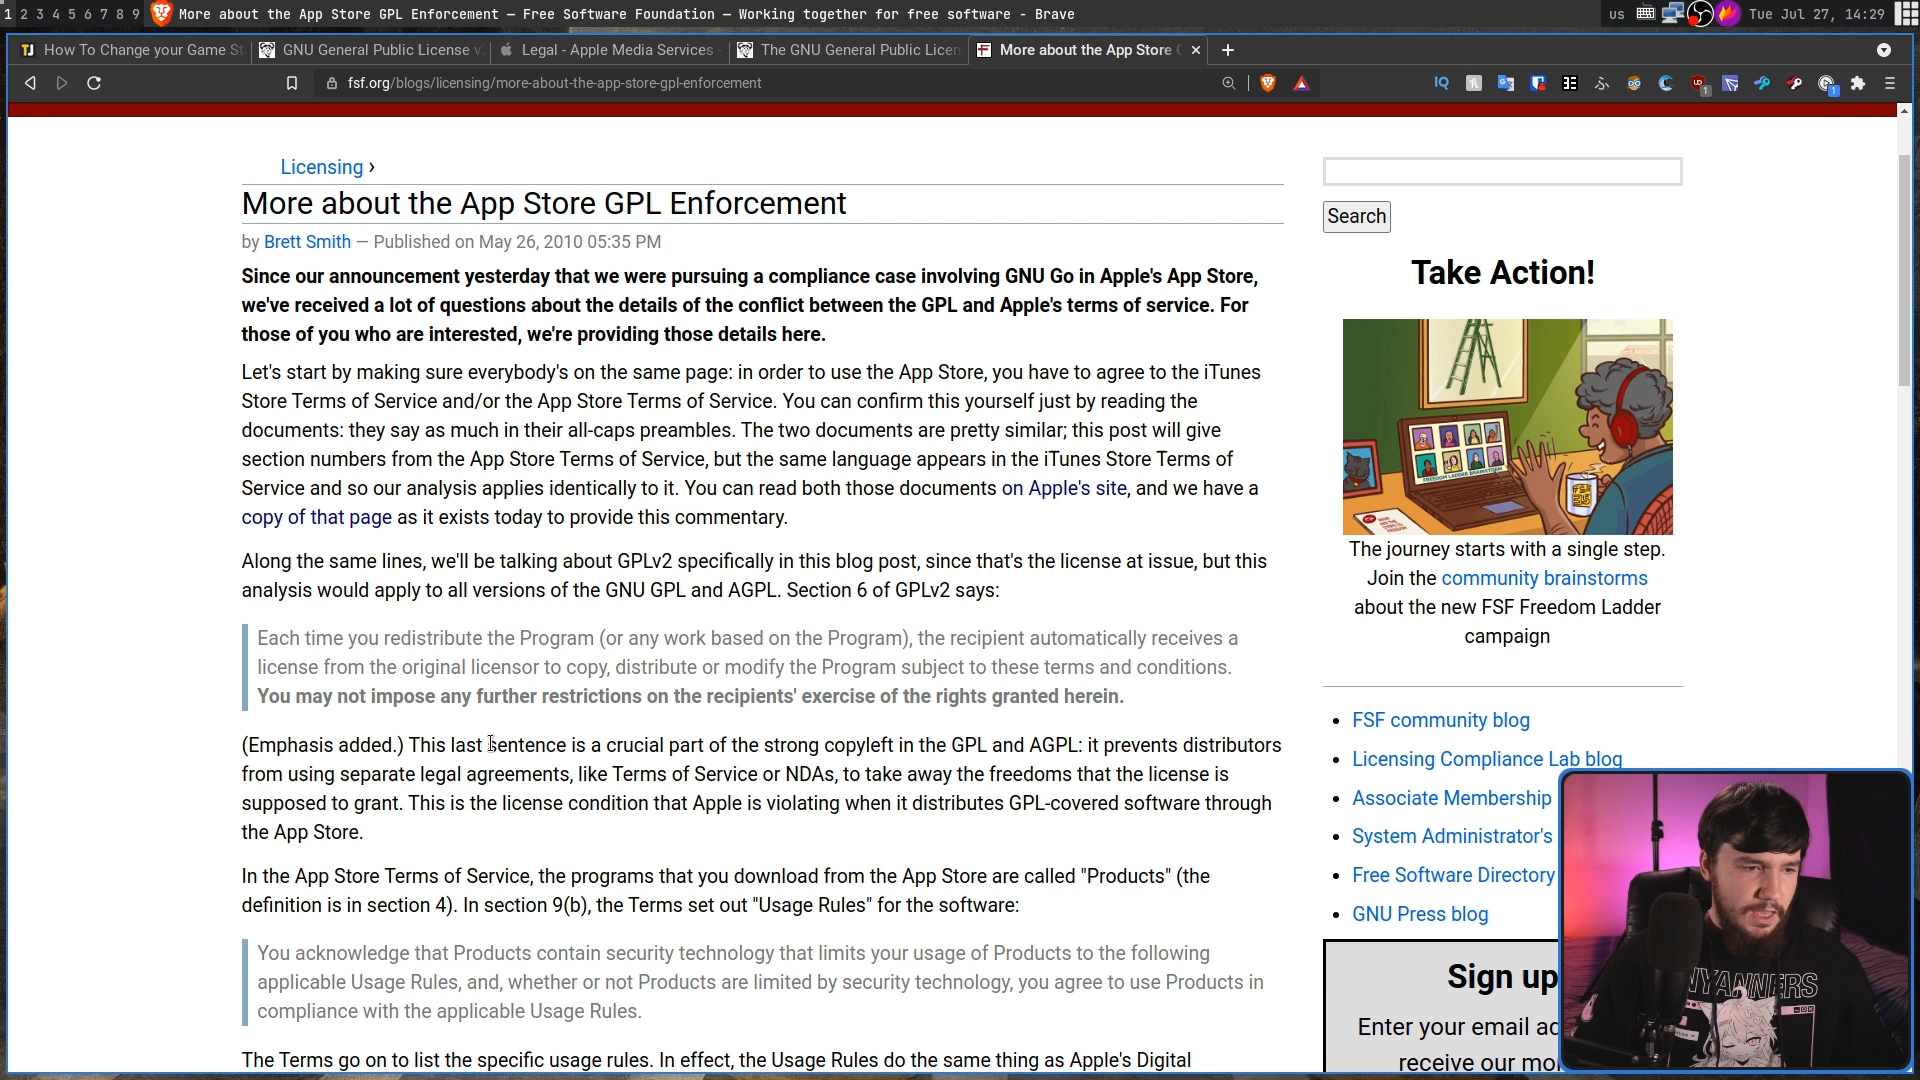 1 2 3 4 5 6 7 8 9 More about the App Store GPL Enforcement — Free Software Foundation — Working together for free software - Brave us Tue Jul 27, 14:29
How To Change your Game St GNU General Public License v Legal - Apple Media Services - The GNU General Public Licen More about the App Store G
fsf.org/blogs/licensing/more-about-the-app-store-gpl-enforcement
Licensing ›
More about the App Store GPL Enforcement
by Brett Smith — Published on May 26, 2010 05:35 PM
Since our announcement yesterday that we were pursuing a compliance case involving GNU Go in Apple's App Store,
we've received a lot of questions about the details of the conflict between the GPL and Apple's terms of service. For
those of you who are interested, we're providing those details here.
Let's start by making sure everybody's on the same page: in order to use the App Store, you have to agree to the iTunes
Store Terms of Service and/or the App Store Terms of Service. You can confirm this yourself just by reading the
documents: they say as much in their all-caps preambles. The two documents are pretty similar; this post will give
section numbers from the App Store Terms of Service, but the same language appears in the iTunes Store Terms of
Service and so our analysis applies identically to it. You can read both those documents on Apple's site, and we have a
copy of that page as it exists today to provide this commentary.
Along the same lines, we'll be talking about GPLv2 specifically in this blog post, since that's the license at issue, but this
analysis would apply to all versions of the GNU GPL and AGPL. Section 6 of GPLv2 says:
Each time you redistribute the Program (or any work based on the Program), the recipient automatically receives a
license from the original licensor to copy, distribute or modify the Program subject to these terms and conditions.
You may not impose any further restrictions on the recipients' exercise of the rights granted herein.
(Emphasis added.) This last sentence is a crucial part of the strong copyleft in the GPL and AGPL: it prevents distributors
from using separate legal agreements, like Terms of Service or NDAs, to take away the freedoms that the license is
supposed to grant. This is the license condition that Apple is violating when it distributes GPL-covered software through
the App Store.
In the App Store Terms of Service, the programs that you download from the App Store are called "Products" (the
definition is in section 4). In section 9(b), the Terms set out "Usage Rules" for the software:
You acknowledge that Products contain security technology that limits your usage of Products to the following
applicable Usage Rules, and, whether or not Products are limited by security technology, you agree to use Products in
compliance with the applicable Usage Rules.
The Terms go on to list the specific usage rules. In effect, the Usage Rules do the same thing as Apple's Digital
Search
Take Action!
FREEDOM LADDER BRAINSTORM
The journey starts with a single step.
Join the community brainstorms
about the new FSF Freedom Ladder
campaign
FSF community blog
Licensing Compliance Lab blog
Associate Membership
System Administrator's
Free Software Directory
GNU Press blog
Sign up
Enter your email ad
receive our mo
NYANNERS